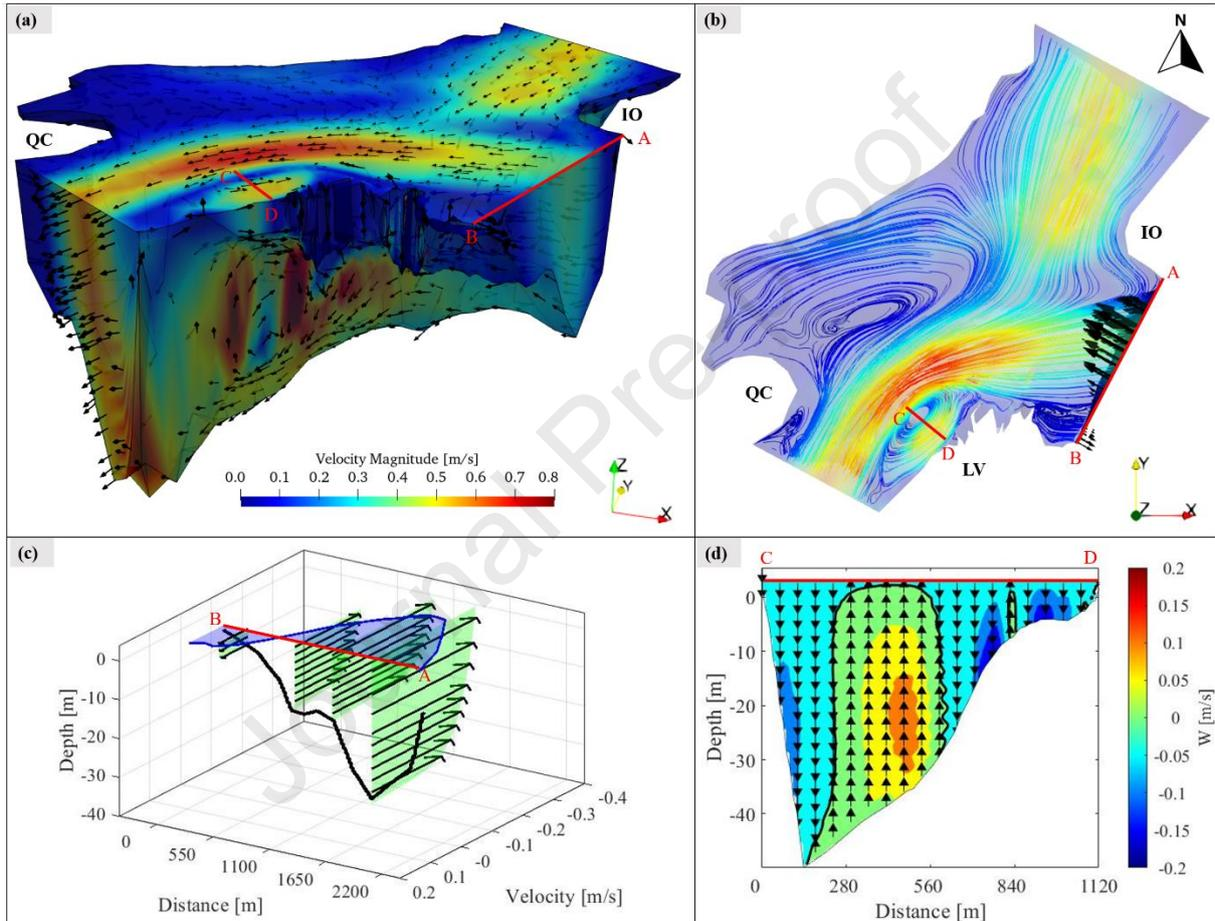 (a)
QC
IO
A
C
D
B
Velocity Magnitude [m/s]
0.0 0.1 0.2 0.3 0.4 0.5 0.6 0.7 0.8
Z
Y
X
(b)
N
IO
A
QC
C
D
LV
B
Y
Z
X
(c)
B
A
0
-10
-20
-30
-40
Depth [m]
0
550
1100
1650
2200
Distance [m]
0.2
0.1
-0
-0.1
-0.2
-0.3
-0.4
Velocity [m/s]
(d)
C D
0
-10
-20
-30
-40
-50
Depth [m]
0 280 560 840 1120
Distance [m]
0.2
0.15
0.1
0.05
0
-0.05
-0.1
-0.15
-0.2
W [m/s]
Journal Pre-proof